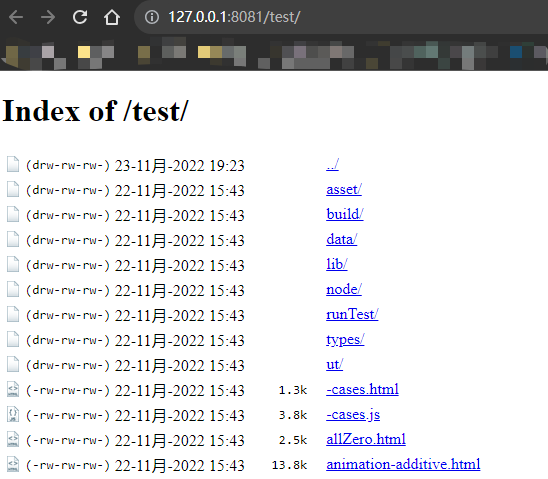 127.0.0.1:8081/test/
Index of /test/
(drw-rw-rw-) 23-11月-2022 19:23 ../
(drw-rw-rw-) 22-11月-2022 15:43 asset/
(drw-rw-rw-) 22-11月-2022 15:43 build/
(drw-rw-rw-) 22-11月-2022 15:43 data/
(drw-rw-rw-) 22-11月-2022 15:43 lib/
(drw-rw-rw-) 22-11月-2022 15:43 node/
(drw-rw-rw-) 22-11月-2022 15:43 runTest/
(drw-rw-rw-) 22-11月-2022 15:43 types/
(drw-rw-rw-) 22-11月-2022 15:43 ut/
(-rw-rw-rw-) 22-11月-2022 15:43 1.3k -cases.html
(-rw-rw-rw-) 22-11月-2022 15:43 3.8k -cases.js
(-rw-rw-rw-) 22-11月-2022 15:43 2.5k allZero.html
(-rw-rw-rw-) 22-11月-2022 15:43 13.8k animation-additive.html